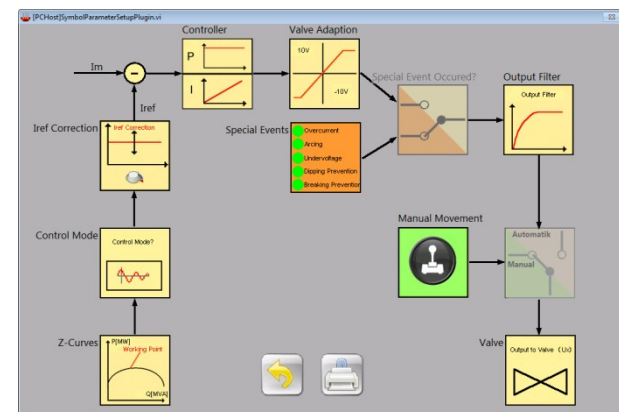 [PCHost]SymbolParameterSetupPlugin.vi
Controller
Valve Adaption
P
I
10V
-10V
Im
Iref
Special Event Occured?
Output Filter
Output Filter
Iref Correction
Iref Correction
Special Events
Overcurrent
Arcing
Undervoltage
Dipping Prevention
Breaking Prevention
Control Mode
Control Mode?
Manual Movement
Automatik
Manual
Z-Curves
P[MW]
Working Point
Q[MVA]
Valve
Output to Valve (Ux)